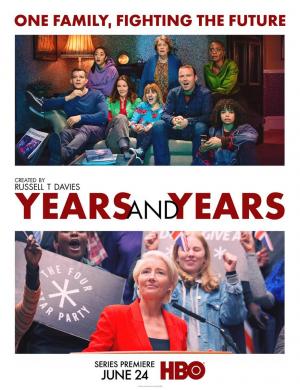 ONE FAMILY, FIGHTING THE FUTURE
CREATED BY
RUSSELL T DAVIES
YEARS AND YEARS
THE FOUR
STAR PARTY
SERIES PREMIERE
JUNE 24 HBO